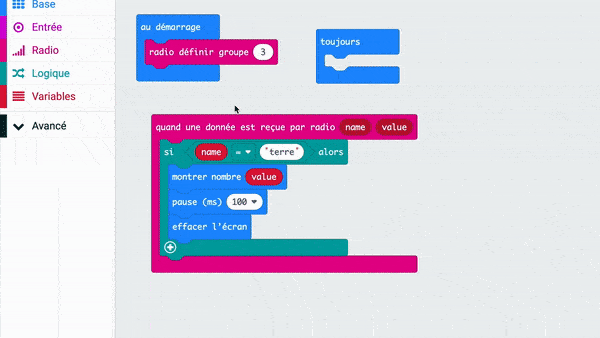 Base
Entrée
Radio
Logique
Variables
Avancé
au démarrage
radio définir groupe 3
toujours
quand une donnée est reçue par radio name value
si name = "terre" alors
montrer nombre value
pause (ms) 100
effacer l'écran